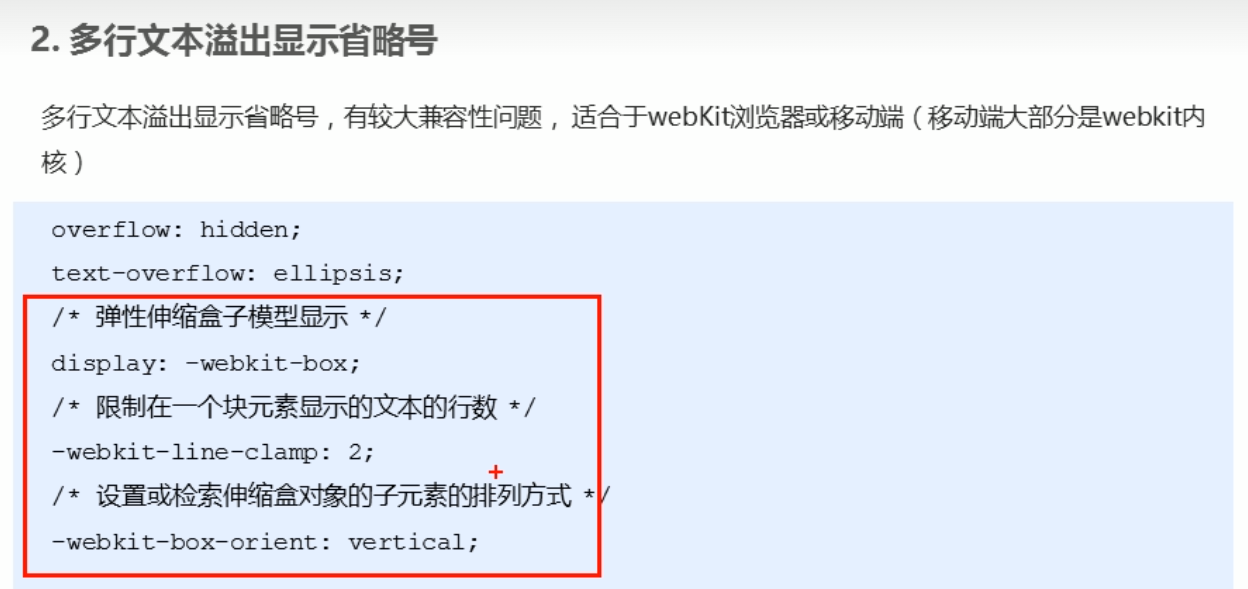 2. 多行文本溢出显示省略号
多行文本溢出显示省略号，有较大兼容性问题， 适合于webKit浏览器或移动端（移动端大部分是webkit内
核）
overflow: hidden;
text-overflow: ellipsis;
/* 弹性伸缩盒子模型显示 */
display: -webkit-box;
/* 限制在一个块元素显示的文本的行数 */
-webkit-line-clamp: 2;
/* 设置或检索伸缩盒对象的子元素的排列方式 */
-webkit-box-orient: vertical;